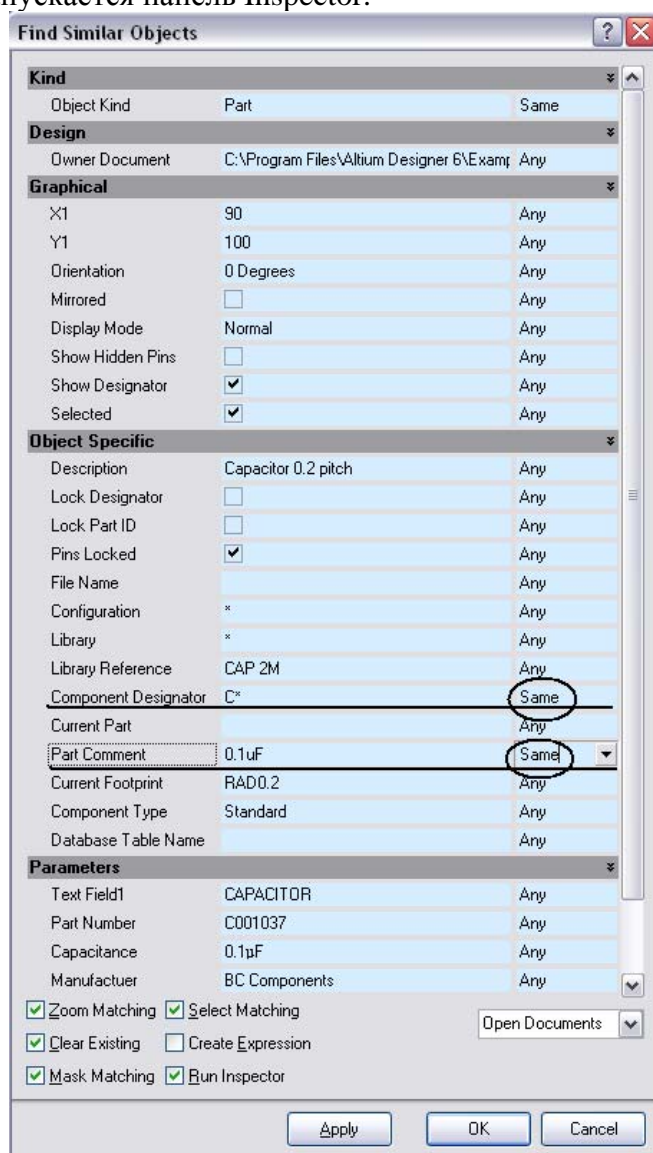 пускается панель Inspector.
Find Similar Objects
Kind
Object Kind Part Same
Design
Owner Document C:\Program Files\Altium Designer 6\Examp Any
Graphical
X1 90 Any
Y1 100 Any
Orientation 0 Degrees Any
Mirrored Any
Display Mode Normal Any
Show Hidden Pins Any
Show Designator Any
Selected Any
Object Specific
Description Capacitor 0.2 pitch Any
Lock Designator Any
Lock Part ID Any
Pins Locked Any
File Name Any
Configuration * Any
Library * Any
Library Reference CAP 2M Any
Component Designator C* Same
Current Part Any
Part Comment 0.1uF Same
Current Footprint RAD0.2 Any
Component Type Standard Any
Database Table Name Any
Parameters
Text Field1 CAPACITOR Any
Part Number C001037 Any
Capacitance 0.1µF Any
Manufactuer BC Components Any
Zoom Matching Select Matching
Open Documents
Clear Existing Create Expression
Mask Matching Run Inspector
Apply OK Cancel